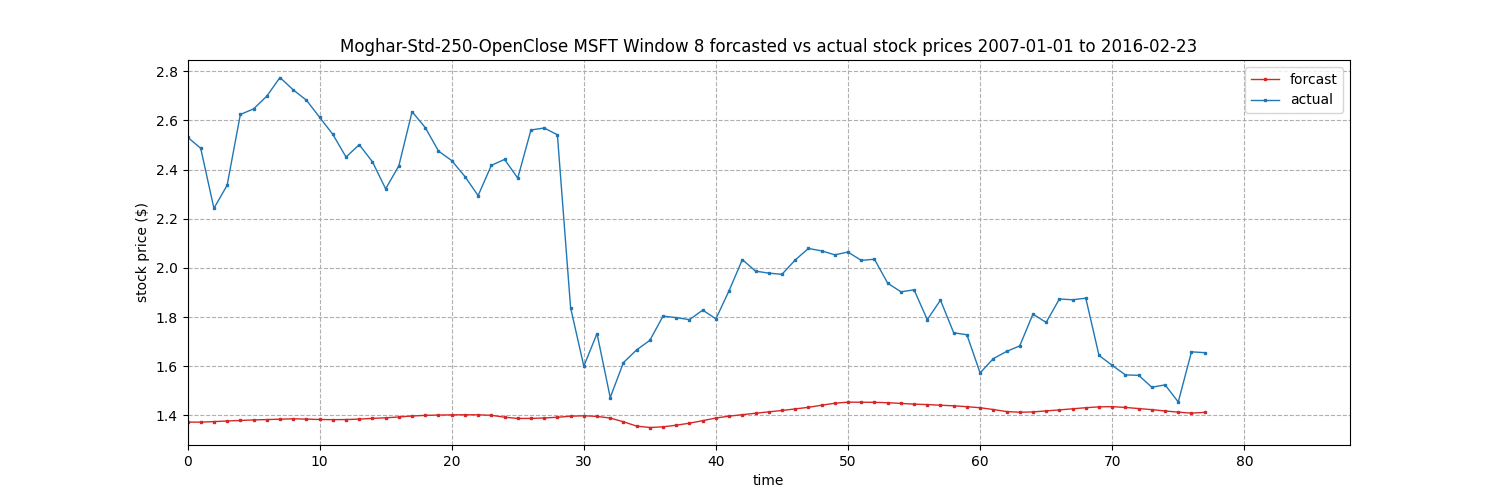 Moghar-Std-250-OpenClose MSFT Window 8 forcasted vs actual stock prices 2007-01-01 to 2016-02-23
forcast
actual
stock price ($)
2.8
2.6
2.4
2.2
2.0
1.8
1.6
1.4
0 10 20 30 40 50 60 70 80
time